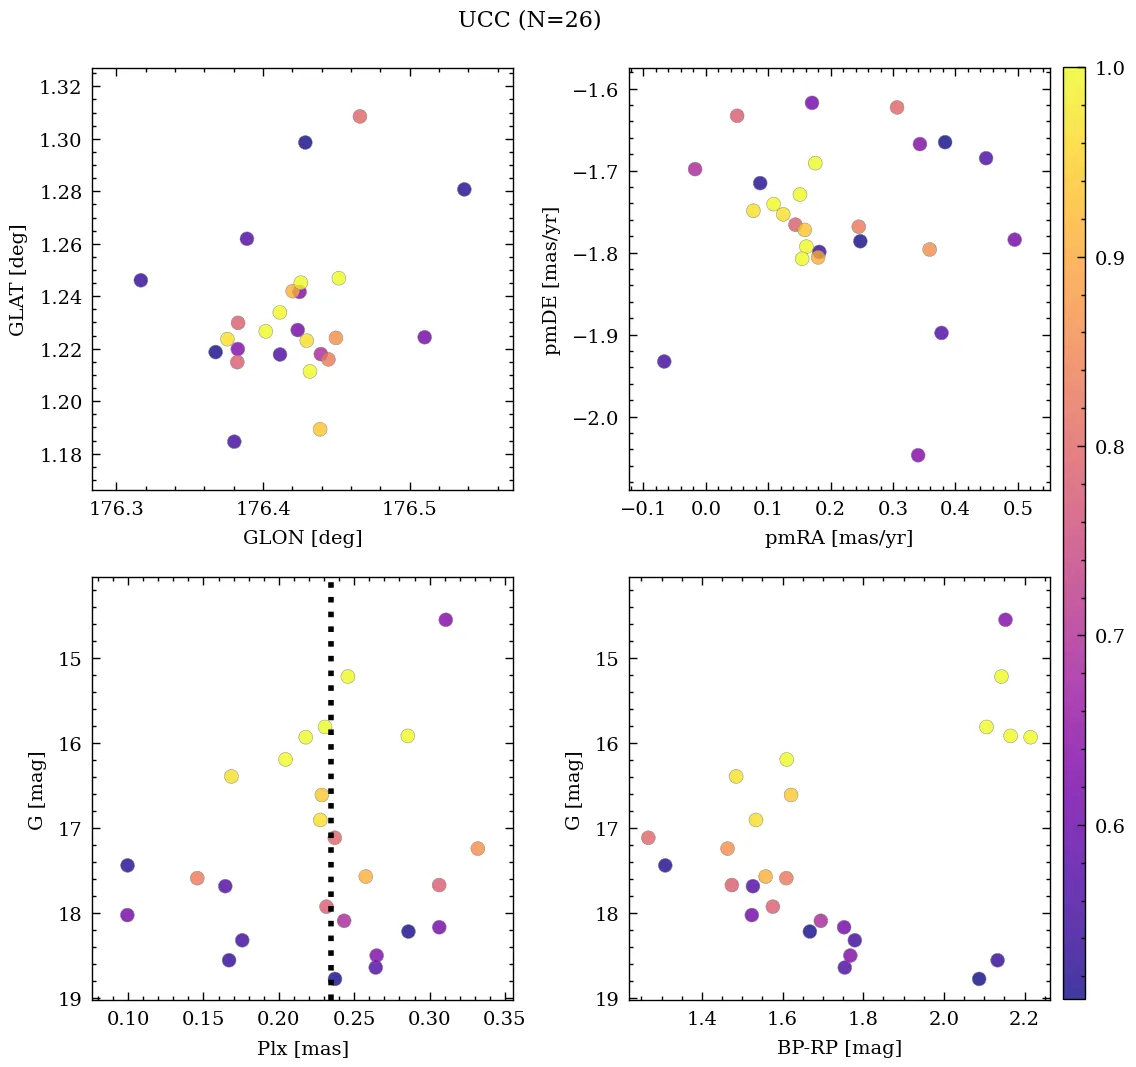 UCC (N=26)
1.32
1.30
1.28
1.26
1.24
1.22
1.20
1.18
GLAT [deg]
176.3 176.4 176.5
GLON [deg]
−1.6
−1.7
−1.8
−1.9
−2.0
pmDE [mas/yr]
−0.1 0.0 0.1 0.2 0.3 0.4 0.5
pmRA [mas/yr]
1.0
0.9
0.8
0.7
0.6
15
16
17
18
19
G [mag]
0.10 0.15 0.20 0.25 0.30 0.35
Plx [mas]
15
16
17
18
19
G [mag]
1.4 1.6 1.8 2.0 2.2
BP-RP [mag]